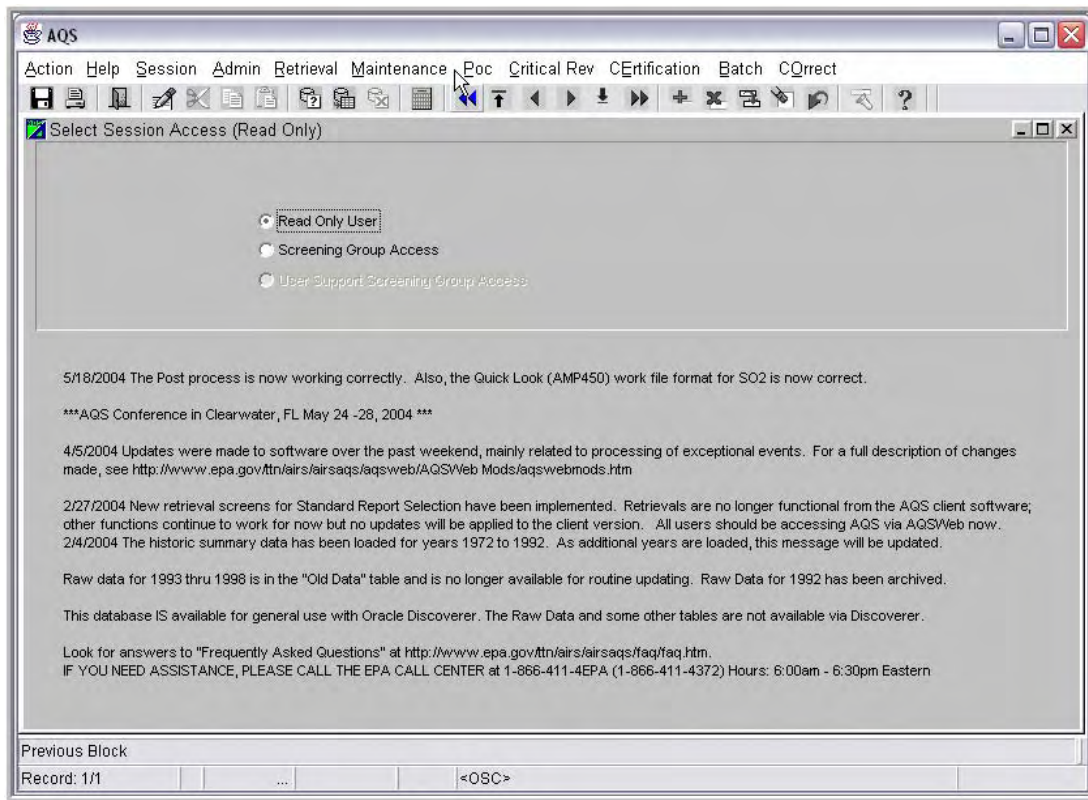 AQS
Action Help Session Admin Retrieval Maintenance Poc Critical Rev CErtification Batch COrrect
Select Session Access (Read Only)
Read Only User
Screening Group Access
User Support Screening Group Access
5/18/2004 The Post process is now working correctly. Also, the Quick Look (AMP450) work file format for SO2 is now correct.
***AQS Conference in Clearwater, FL May 24 -28, 2004 ***
4/5/2004 Updates were made to software over the past weekend, mainly related to processing of exceptional events. For a full description of changes
made, see http://www.epa.gov/ttn/airs/airsaqs/aqsweb/AQSWeb Mods/aqswebmods.htm
2/27/2004 New retrieval screens for Standard Report Selection have been implemented. Retrievals are no longer functional from the AQS client software;
other functions continue to work for now but no updates will be applied to the client version. All users should be accessing AQS via AQSWeb now.
2/4/2004 The historic summary data has been loaded for years 1972 to 1992. As additional years are loaded, this message will be updated.
Raw data for 1993 thru 1998 is in the "Old Data" table and is no longer available for routine updating. Raw Data for 1992 has been archived.
This database IS available for general use with Oracle Discoverer. The Raw Data and some other tables are not available via Discoverer.
Look for answers to "Frequently Asked Questions" at http://www.epa.gov/ttn/airs/airsaqs/faq/faq.htm.
IF YOU NEED ASSISTANCE, PLEASE CALL THE EPA CALL CENTER at 1-866-411-4EPA (1-866-411-4372) Hours: 6:00am - 6:30pm Eastern
Previous Block
Record: 1/1 ... <OSC>